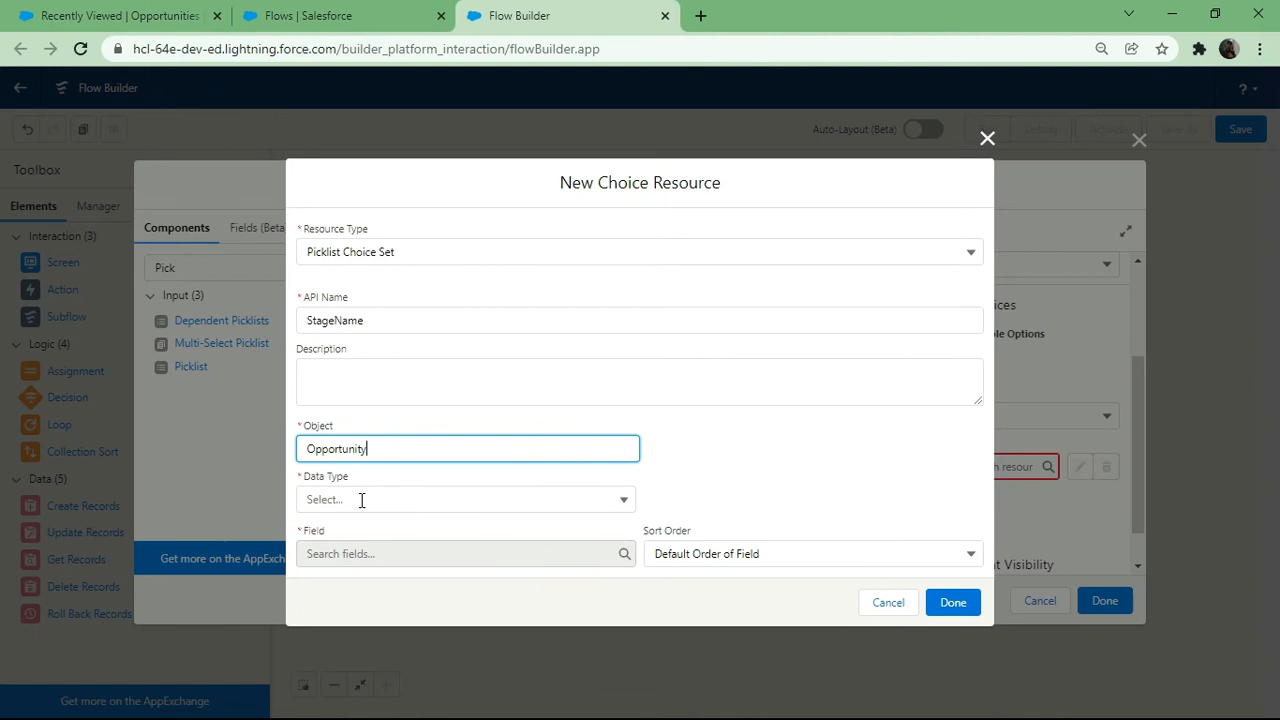 Recently Viewed | Opportunities
Flows | Salesforce
Flow Builder
hcl-64e-dev-ed.lightning.force.com/builder_platform_interaction/flowBuilder.app
Flow Builder
?
Auto-Layout (Beta)
Save
Toolbox
New Choice Resource
Elements
Manager
Components
Fields (Beta
* Resource Type
Picklist Choice Set
Interaction (3)
Screen
Pick
Action
Input (3)
* API Name
ices
Subflow
Dependent Picklists
StageName
ple Options
Logic (4)
Multi-Select Picklist
Description
Assignment
Picklist
Decision
Loop
* Object
Collection Sort
Opportunity
h resour
Data (5)
* Data Type
Create Records
Select...
Update Records
* Field
Sort Order
Get Records
Get more on the AppExch
Search fields...
Default Order of Field
t Visibility
Delete Records
Roll Back Records
Cancel
Done
Cancel
Done
Get more on the AppExchange